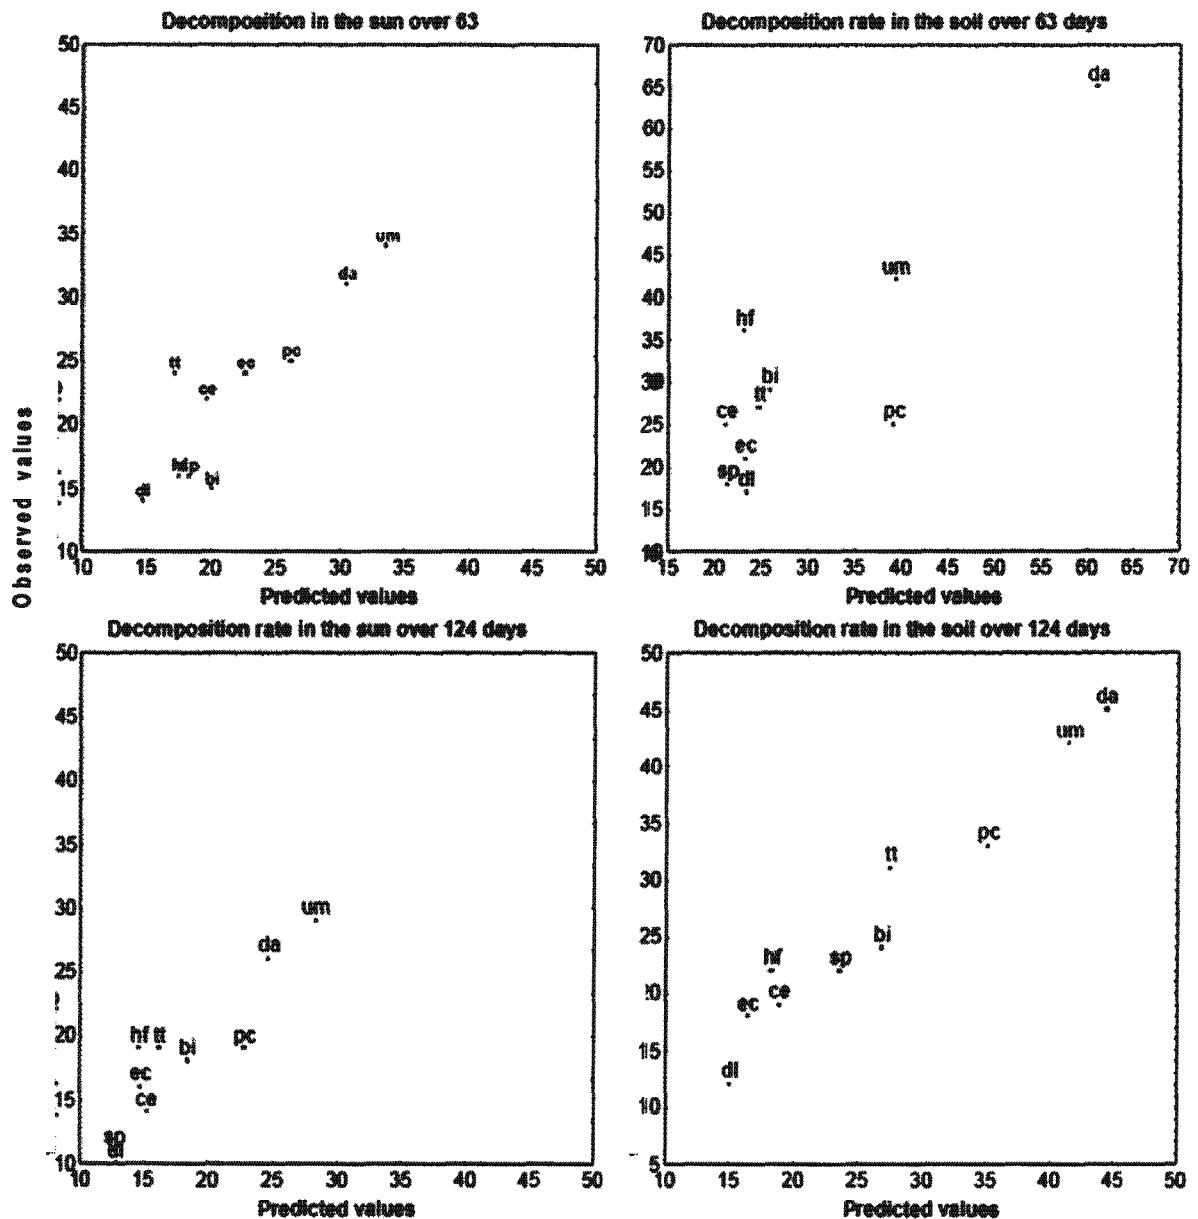 Decomposition in the sun over 63
50
45
40
35
30
25
20
15
10
um
da
tt
ec
pc
ce
bi
dl
10 15 20 25 30 35 40 45 50
Predicted values
Decomposition rate in the soil over 63 days
70
65
60
55
50
45
40
35
30
25
20
15
10
da
um
hf
bi
tt
ce
pc
ec
sp
dl
15 20 25 30 35 40 45 50 55 60 65 70
Predicted values
Observed values
Decomposition rate in the sun over 124 days
50
45
40
35
30
25
20
15
10
um
da
hf tt
bi
pc
ec
ce
sp
dl
10 15 20 25 30 35 40 45 50
Predicted values
Decomposition rate in the soil over 124 days
50
45
40
35
30
25
20
15
10
5
da
um
pc
tt
bi
hf
sp
ce
ec
dl
10 15 20 25 30 35 40 45 50
Predicted values